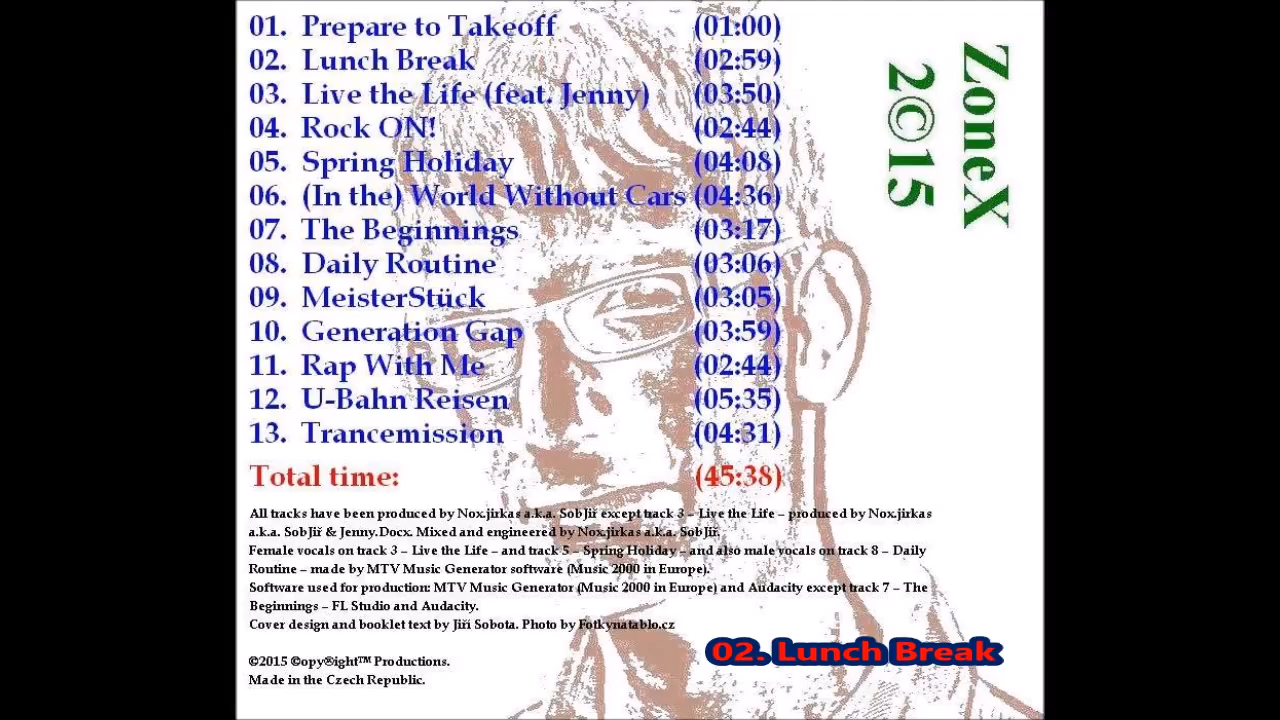 01. Prepare to Takeoff (01:00)
02. Lunch Break (02:59)
03. Live the Life (feat. Jenny) (03:50)
04. Rock ON! (02:44)
05. Spring Holiday (04:08)
06. (In the) World Without Cars (04:36)
07. The Beginnings (03:17)
08. Daily Routine (03:06)
09. MeisterStück (03:05)
10. Generation Gap (03:59)
11. Rap With Me (02:44)
12. U-Bahn Reisen (05:35)
13. Trancemission (04:31)
Total time: (45:38)
ZoneX
2©15
All tracks have been produced by Nox.jirkas a.k.a. SobJiř except track 3 – Live the Life – produced by Nox.jirkas
a.k.a. SobJiř & Jenny.Docx. Mixed and engineered by Nox.jirkas a.k.a. SobJiř.
Female vocals on track 3 – Live the Life – and track 5 – Spring Holiday – and also male vocals on track 8 – Daily
Routine – made by MTV Music Generator software (Music 2000 in Europe).
Software used for production: MTV Music Generator (Music 2000 in Europe) and Audacity except track 7 – The
Beginnings – FL Studio and Audacity.
Cover design and booklet text by Jiří Sobota. Photo by Fotkynatablo.cz
©2015 ©opy®ight™ Productions.
Made in the Czech Republic.
02. Lunch Break